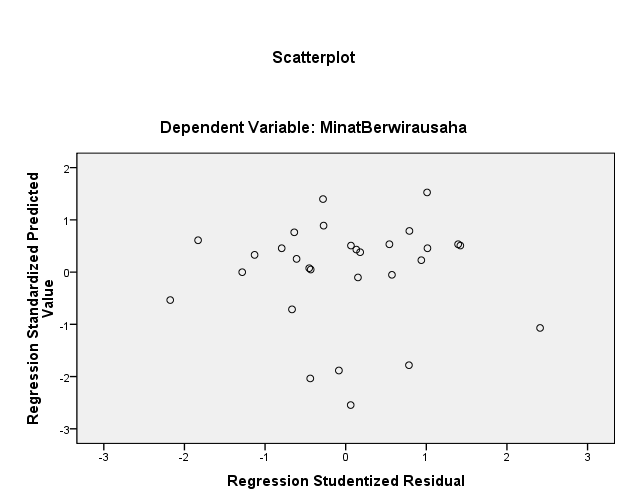 Scatterplot
Dependent Variable: MinatBerwirausaha
Regression Standardized Predicted
Value
2
1
0
-1
-2
-3
-3
-2
-1
0
1
2
3
Regression Studentized Residual